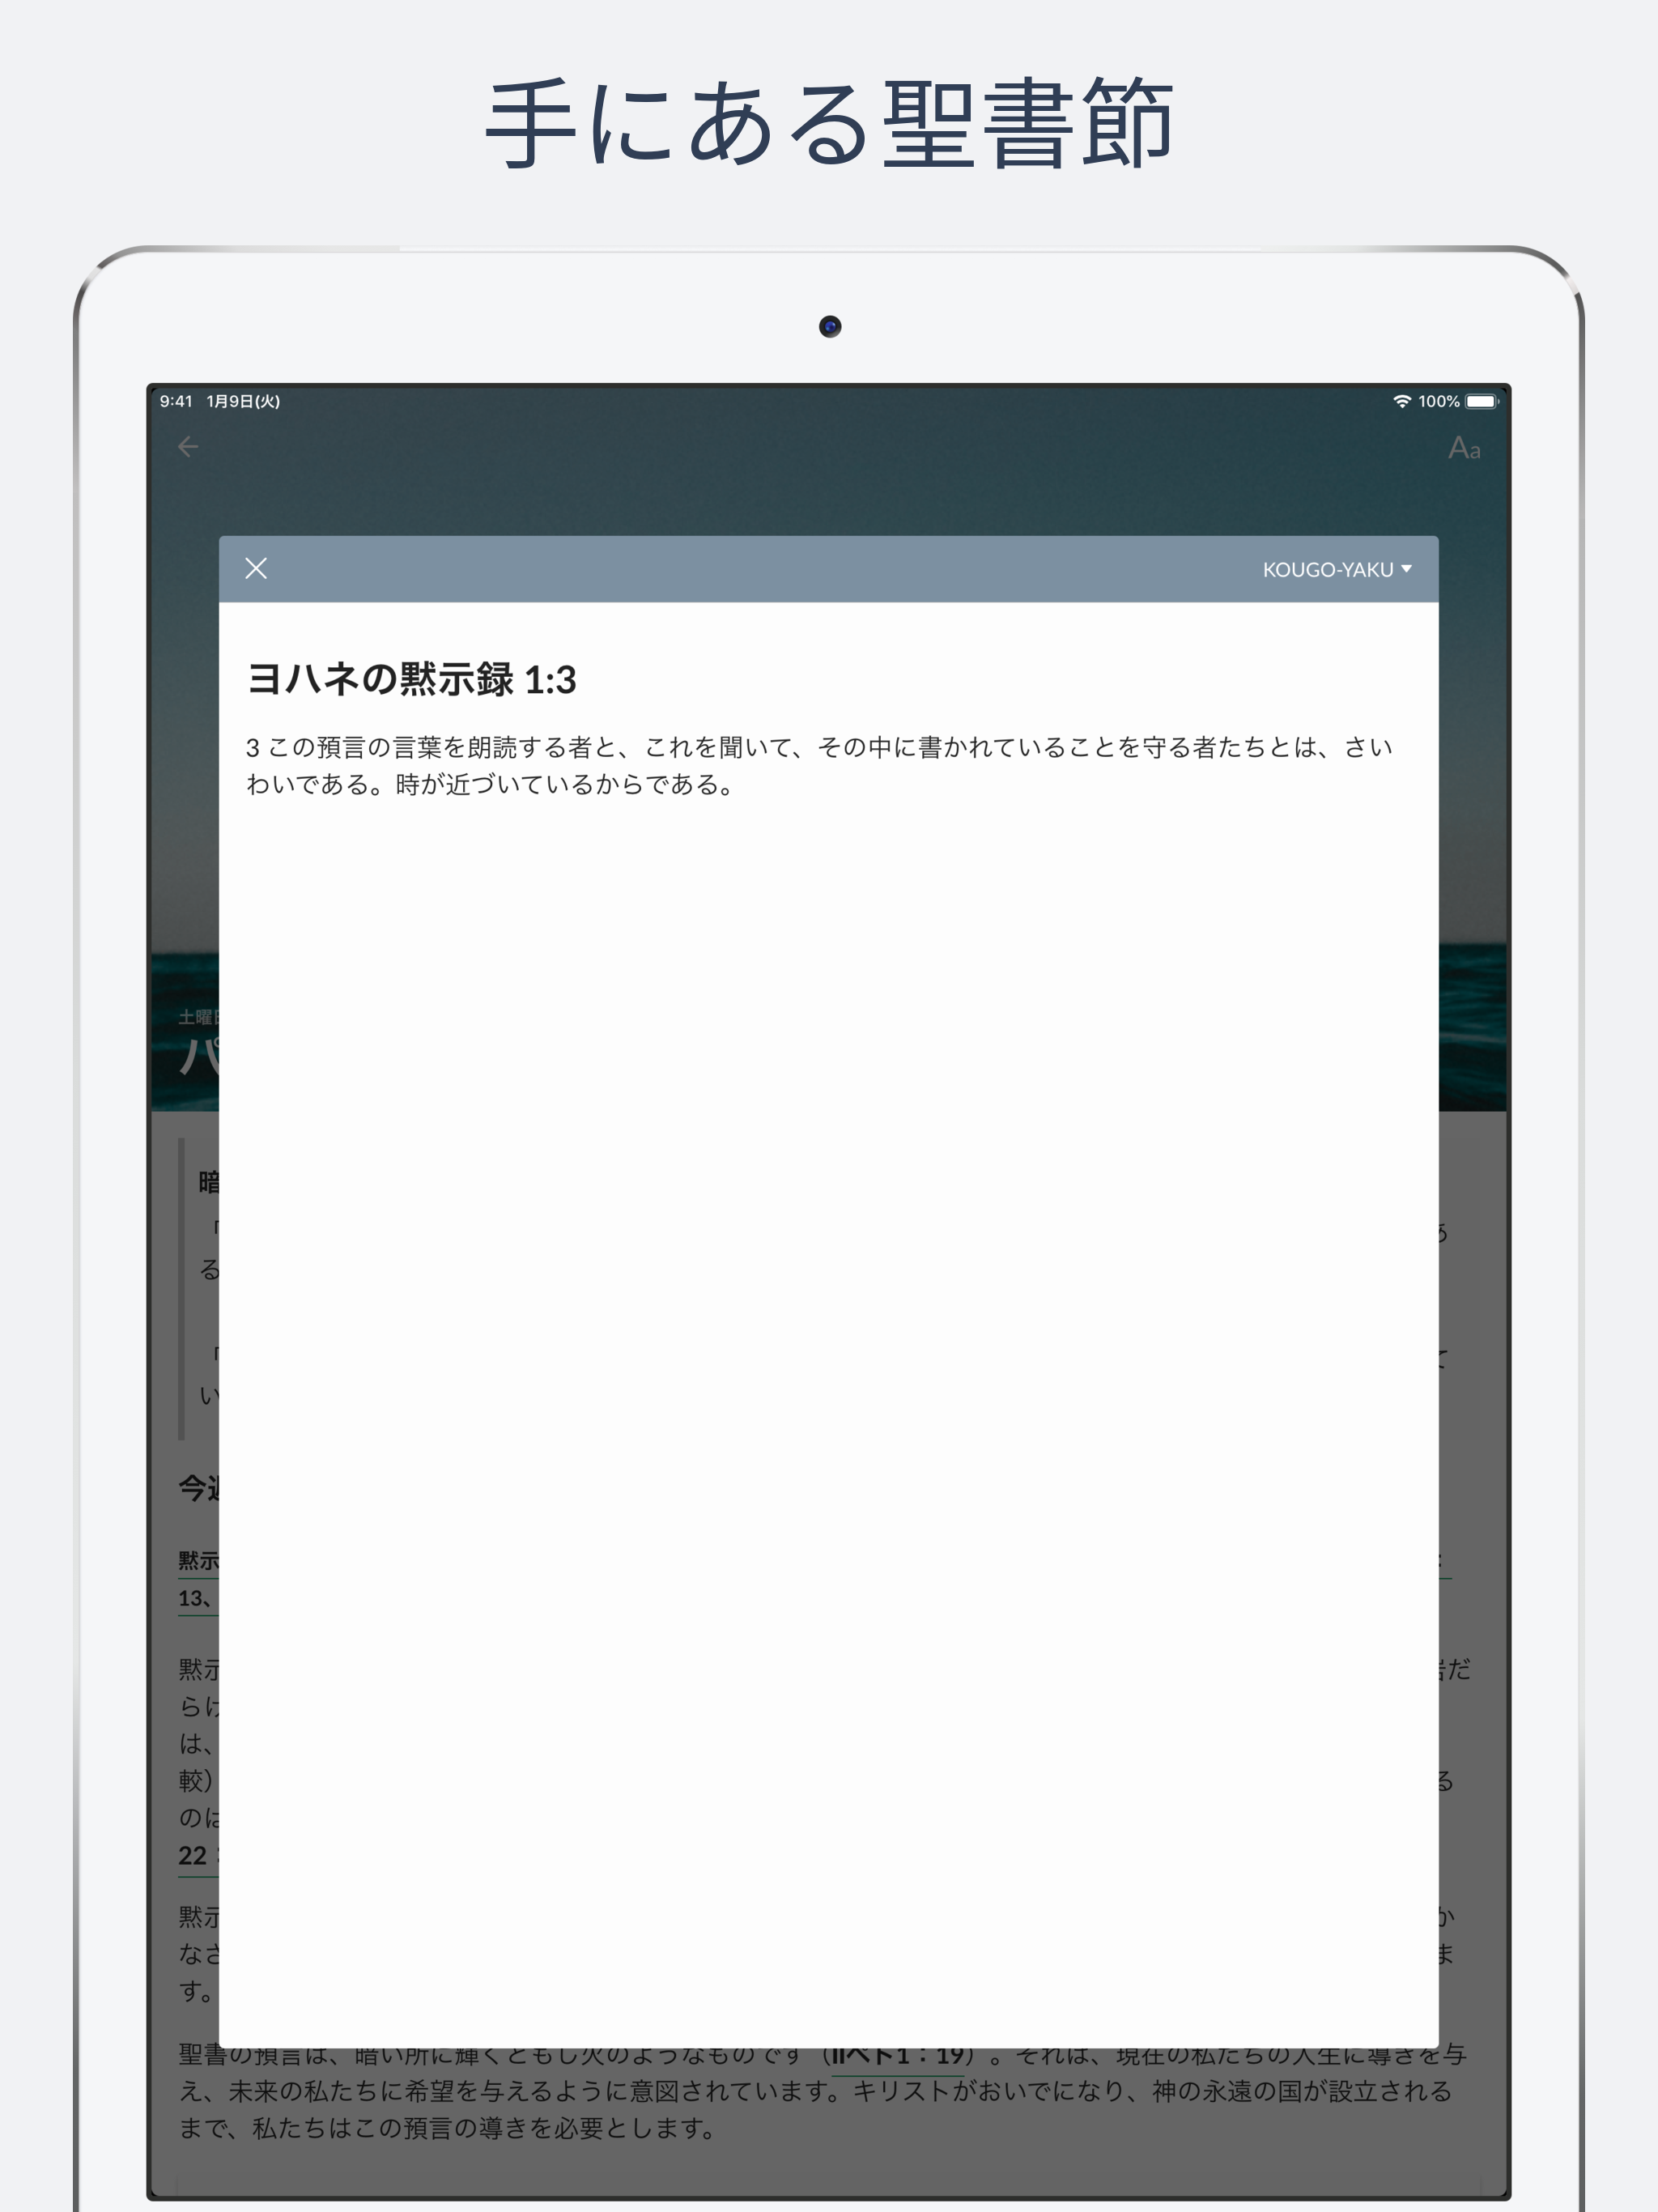 手にある聖書節
9:41 1月9日(火) 100%
Aa
KOUGO-YAKU
ヨハネの黙示録 1:3
3 この預言の言葉を朗読する者と、これを聞いて、その中に書かれていることを守る者たちとは、さい
わいである。時が近づいているからである。
土曜日
パ
暗
「
る
「
て
い
今週
黙示
13、
黙示
だ
らけ
は、
較）
る
のは
22：
黙示
か
なさ
ま
す。
聖書の預言は、暗い所に輝くともし火のようなものです（IIペト1：19）。それは、現在の私たちの人生に導きを与
え、未来の私たちに希望を与えるように意図されています。キリストがおいでになり、神の永遠の国が設立される
まで、私たちはこの預言の導きを必要とします。